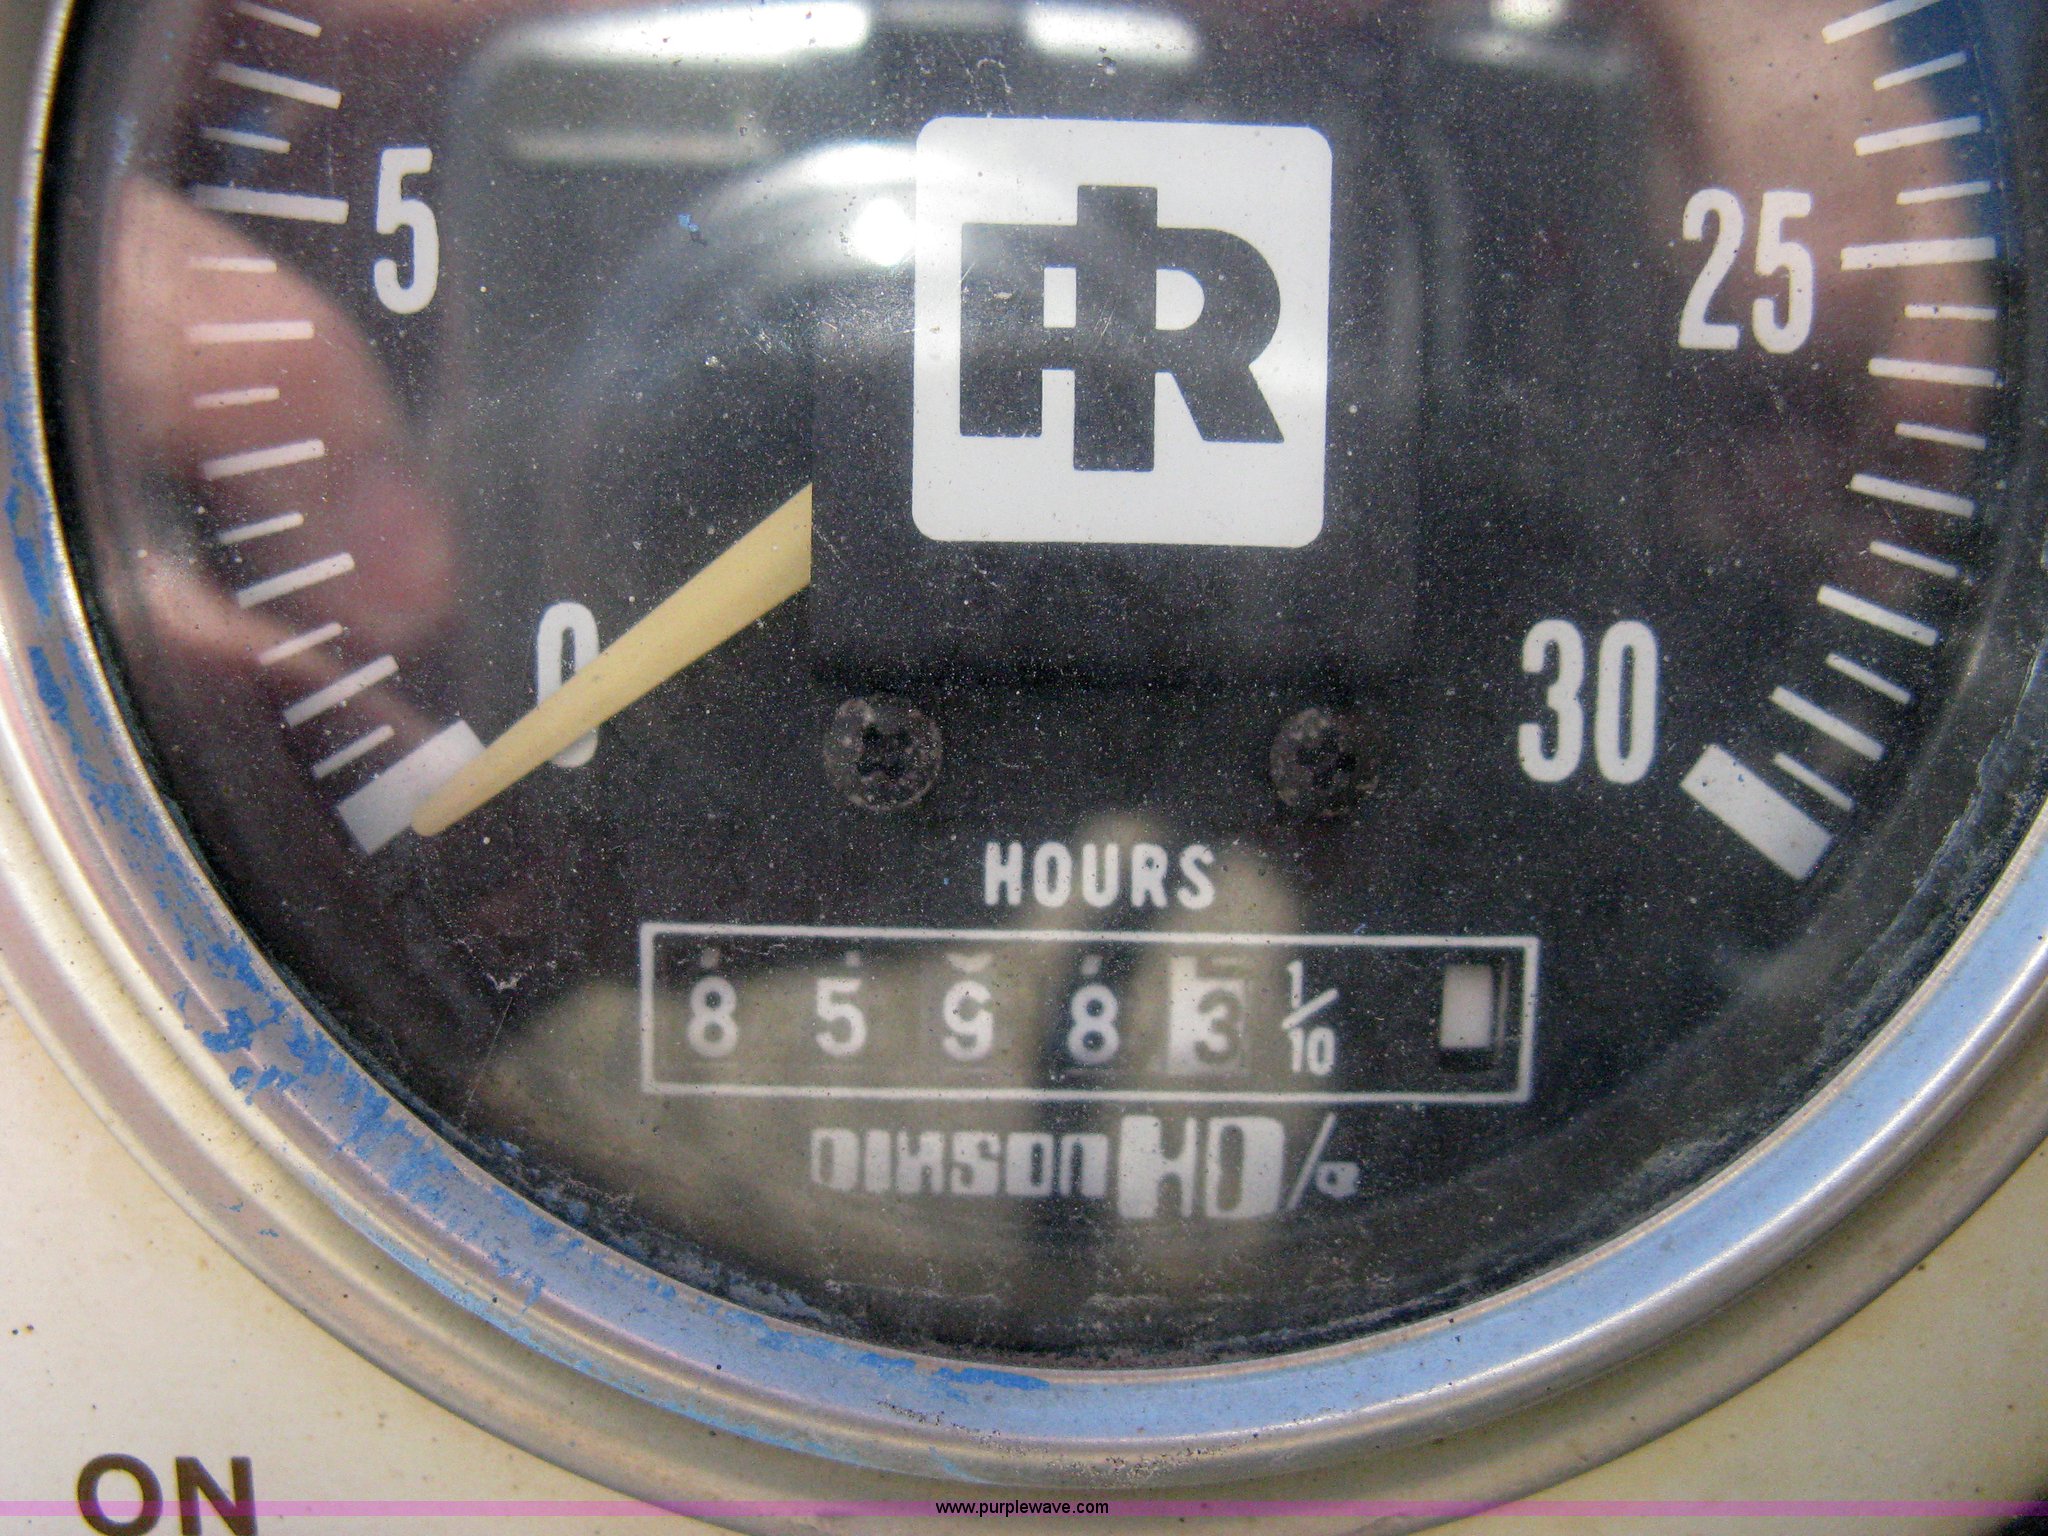 5
IR
25
0
30
HOURS
8 5 9 8 3 1/10
DIXSON HD/α
ON
www.purplewave.com